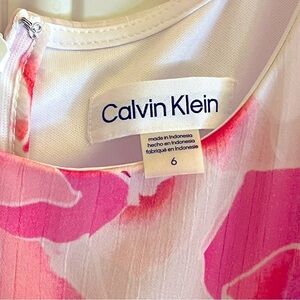 Calvin Klein
made in Indonesia
hecho en Indonesia
fabriqué en Indonésie
6